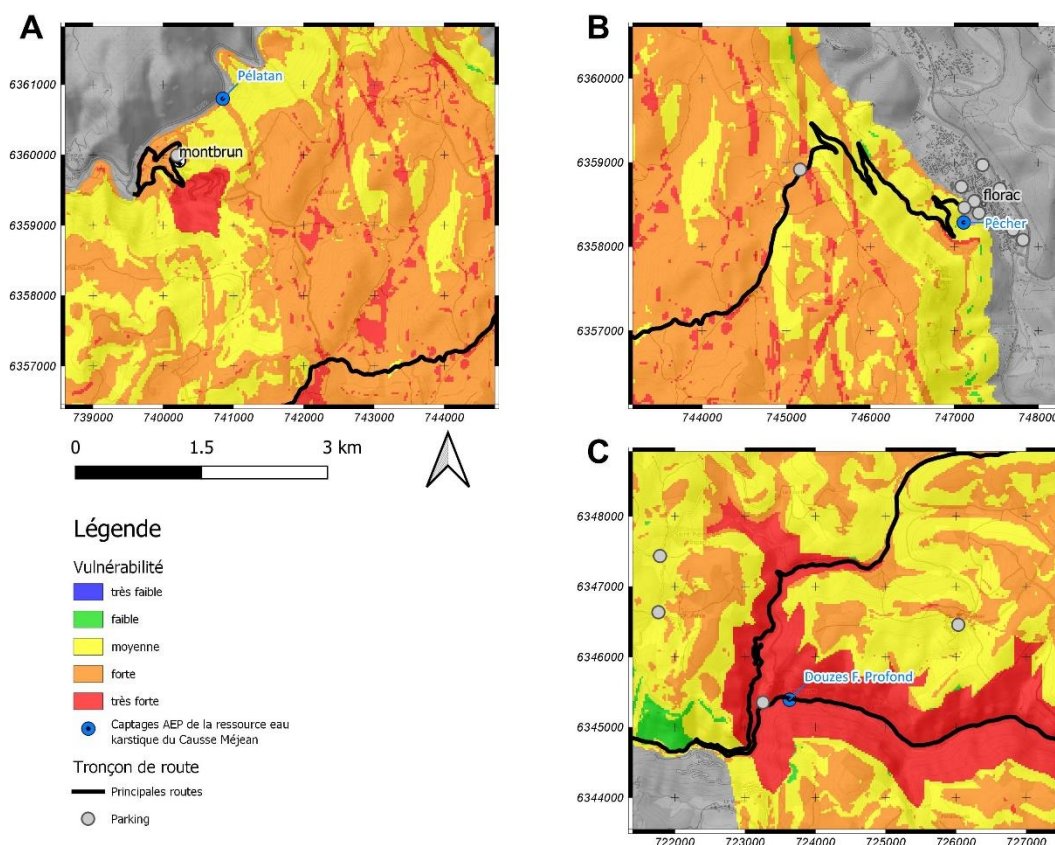 A
6361000
6360000
6359000
6358000
6357000
Pélatan
montbrun
739000 740000 741000 742000 743000 744000
0 1.5 3 km
Légende
Vulnérabilité
très faible
faible
moyenne
forte
très forte
Captages AEP de la ressource eau
karstique du Causse Méjean
Tronçon de route
Principales routes
Parking
B
6360000
6359000
6358000
6357000
florac
Pêcher
744000 745000 746000 747000 748000
C
6348000
6347000
6346000
6345000
6344000
Douzes F. Profond
722000 723000 724000 725000 726000 727000